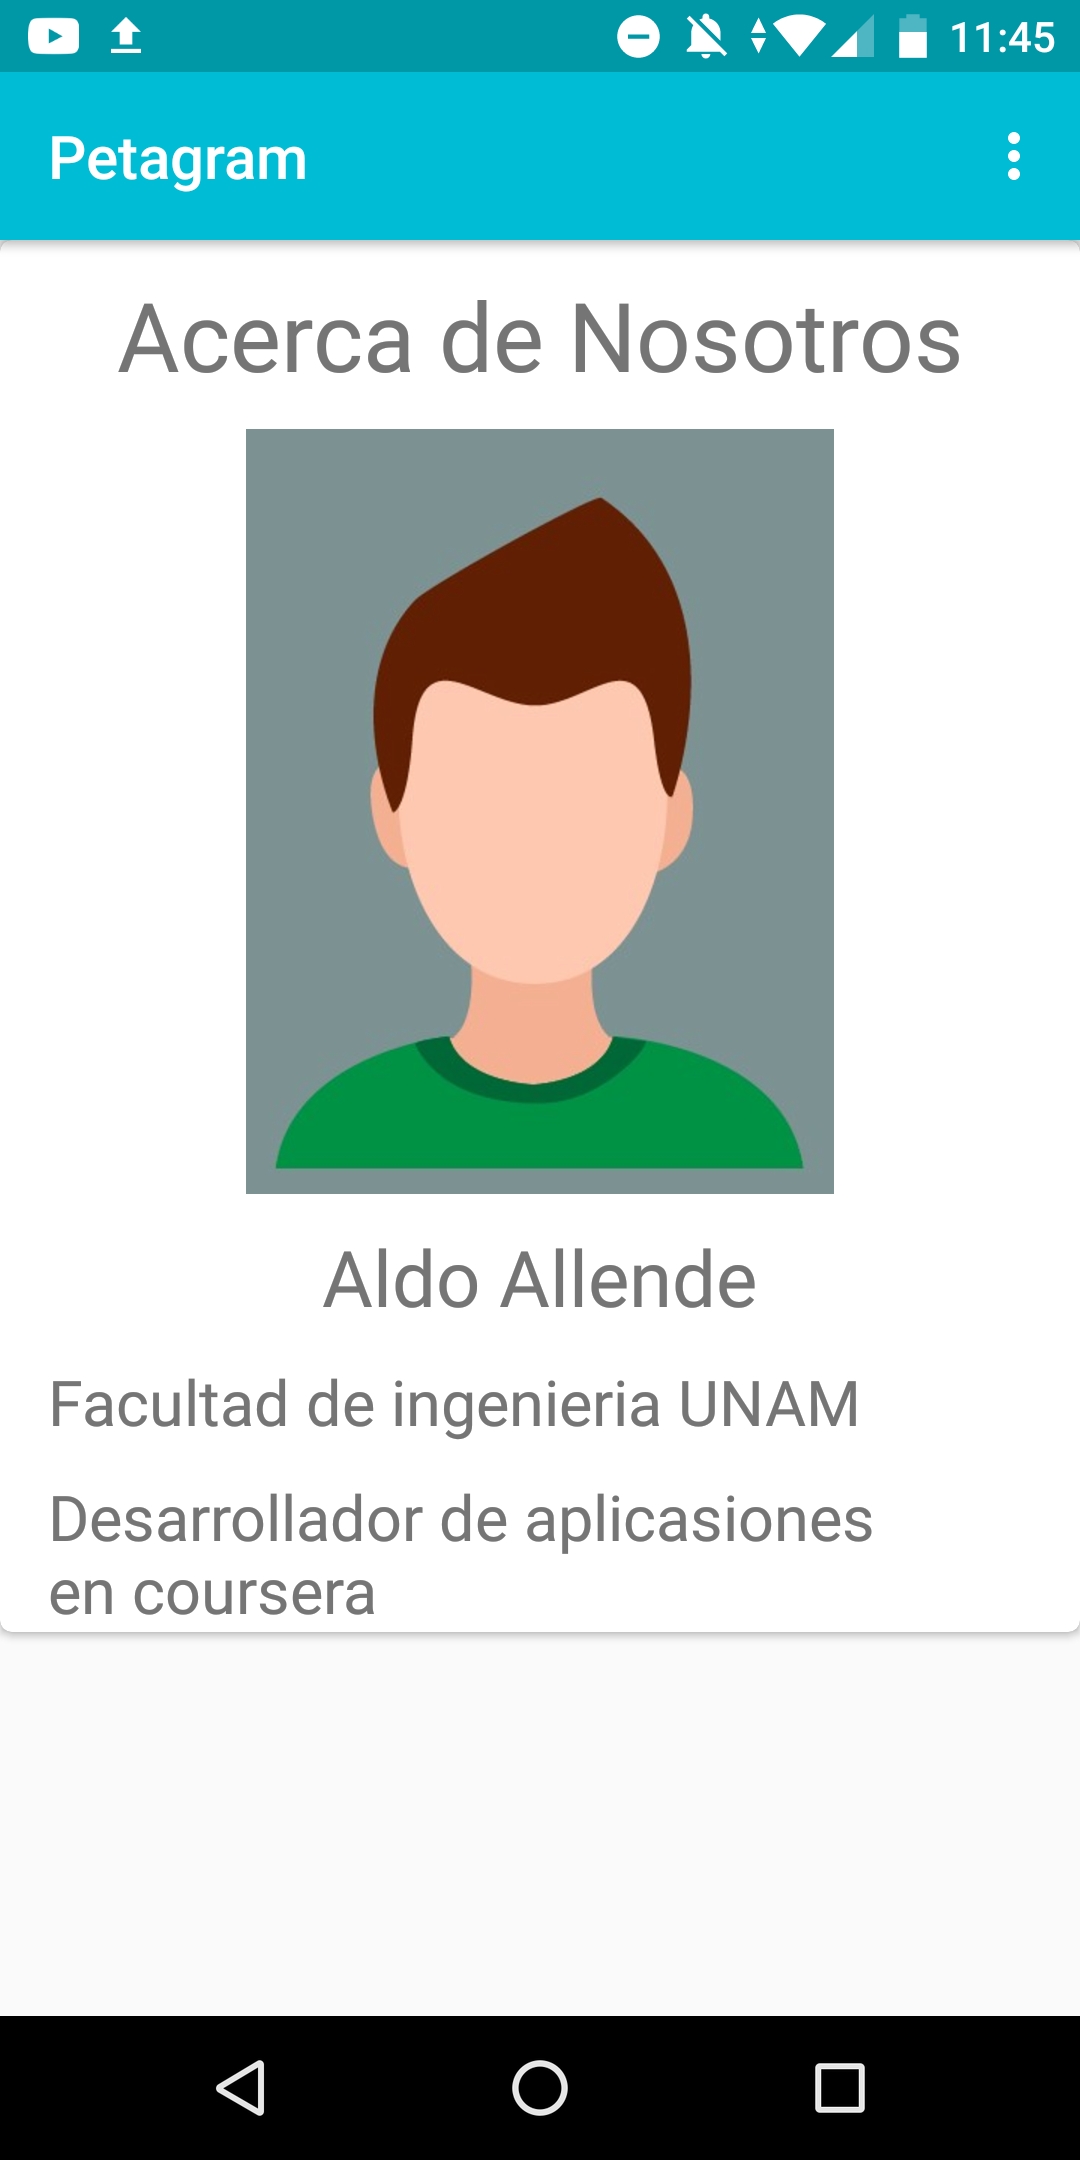 11:45
Petagram
Acerca de Nosotros
Aldo Allende
Facultad de ingenieria UNAM
Desarrollador de aplicasiones
en coursera